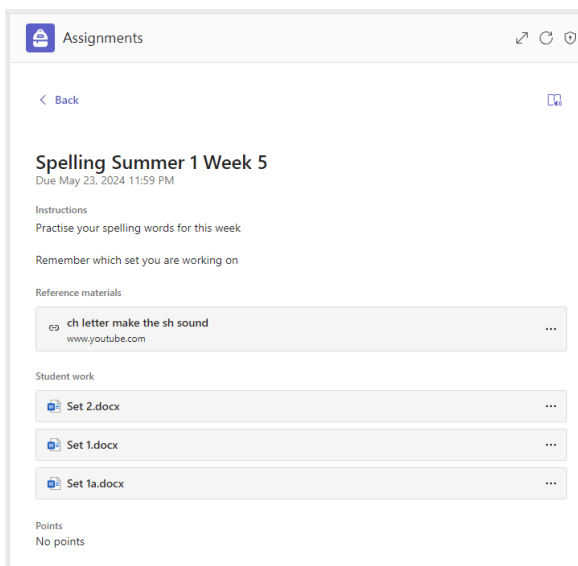 Assignments
Back
Spelling Summer 1 Week 5
Due May 23, 2024 11:59 PM
Instructions
Practise your spelling words for this week
Remember which set you are working on
Reference materials
ch letter make the sh sound
www.youtube.com
Student work
Set 2.docx
Set 1.docx
Set 1a.docx
Points
No points